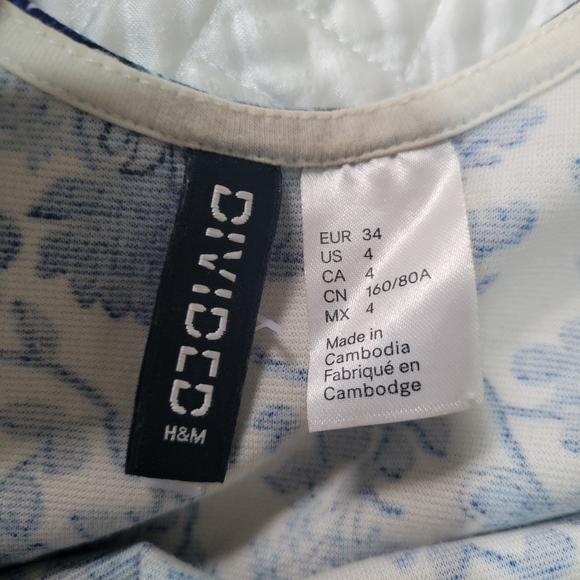 DIVIDED
H&M
EUR 34
US 4
CA 4
CN 160/80A
MX 4
Made in
Cambodia
Fabriqué en
Cambodge